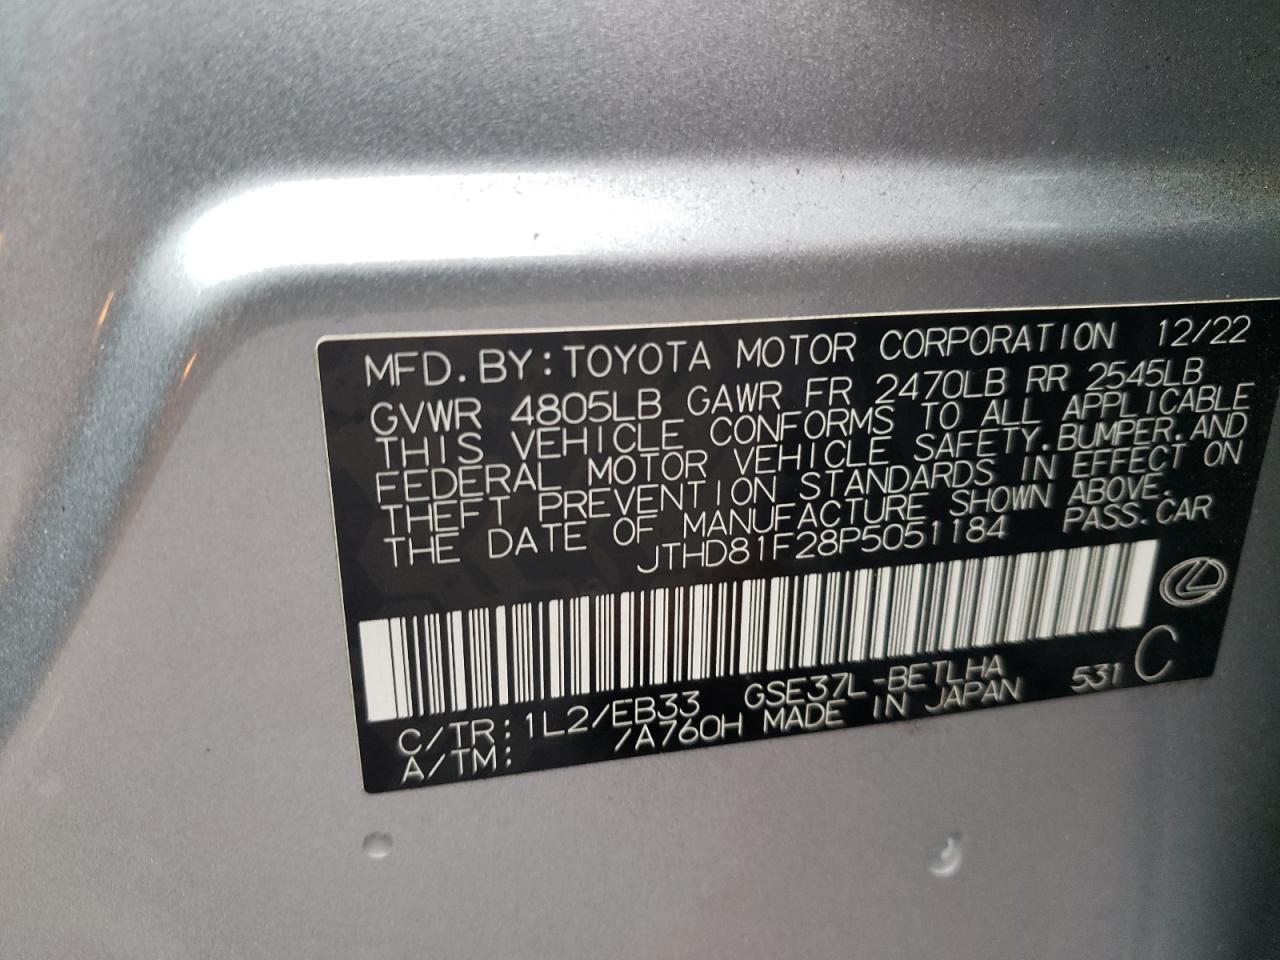 MFD. BY: TOYOTA MOTOR CORPORATION 12/22
GVWR 4805LB GAWR FR 2470LB RR 2545LB
THIS VEHICLE CONFORMS TO ALL APPLICABLE
FEDERAL MOTOR VEHICLE SAFETY, BUMPER, AND
THEFT PREVENTION STANDARDS IN EFFECT ON
THE DATE OF MANUFACTURE SHOWN ABOVE.
JTHD81F28P5051184 PASS. CAR
C/TR: 1L2/EB33 GSE37L-BETLHA 531 C
A/TM: /A760H MADE IN JAPAN